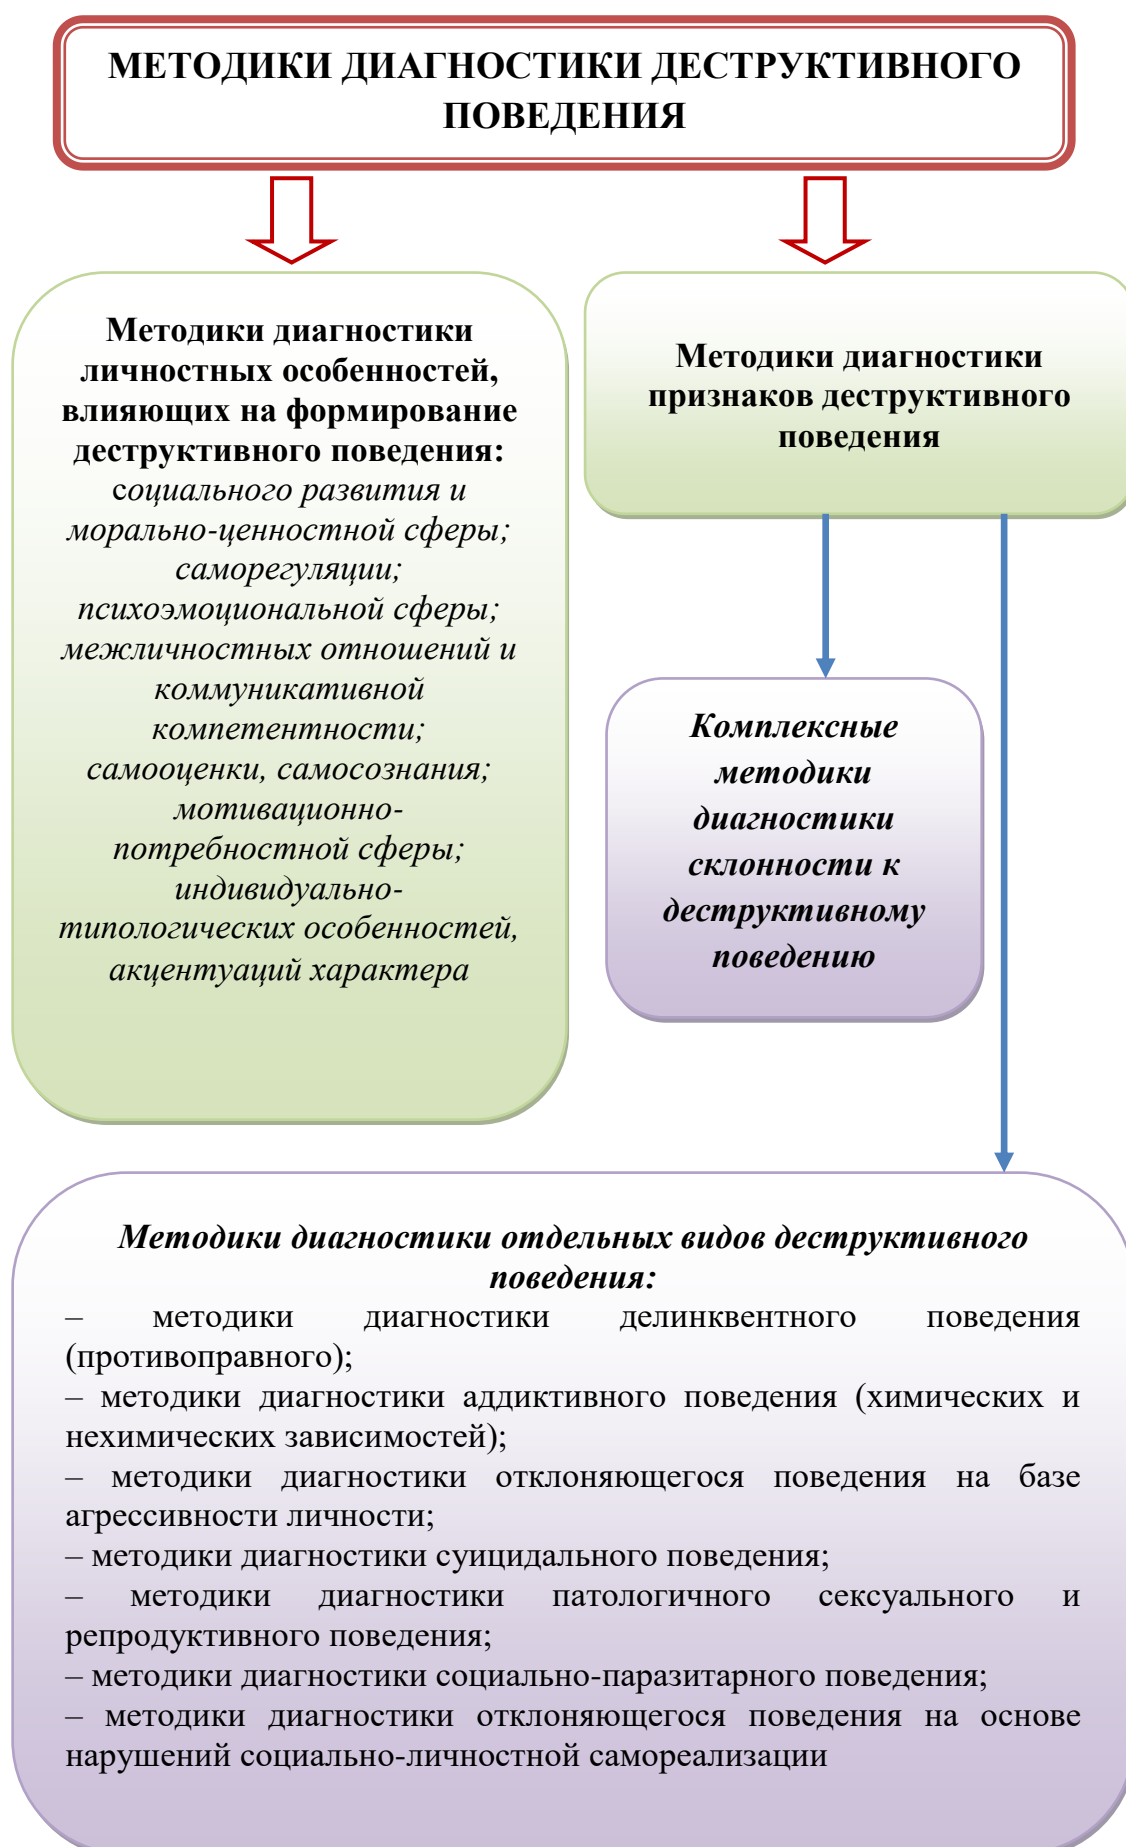 МЕТОДИКИ ДИАГНОСТИКИ ДЕСТРУКТИВНОГО
ПОВЕДЕНИЯ
Методики диагностики
личностных особенностей,
влияющих на формирование
деструктивного поведения:
социального развития и
морально-ценностной сферы;
саморегуляции;
психоэмоциональной сферы;
межличностных отношений и
коммуникативной
компетентности;
самооценки, самосознания;
мотивационно-
потребностной сферы;
индивидуально-
типологических особенностей,
акцентуаций характера
Методики диагностики
признаков деструктивного
поведения
Комплексные
методики
диагностики
склонности к
деструктивному
поведению
Методики диагностики отдельных видов деструктивного
поведения:
– методики диагностики делинквентного поведения
(противоправного);
– методики диагностики аддиктивного поведения (химических и
нехимических зависимостей);
– методики диагностики отклоняющегося поведения на базе
агрессивности личности;
– методики диагностики суицидального поведения;
– методики диагностики патологичного сексуального и
репродуктивного поведения;
– методики диагностики социально-паразитарного поведения;
– методики диагностики отклоняющегося поведения на основе
нарушений социально-личностной самореализации